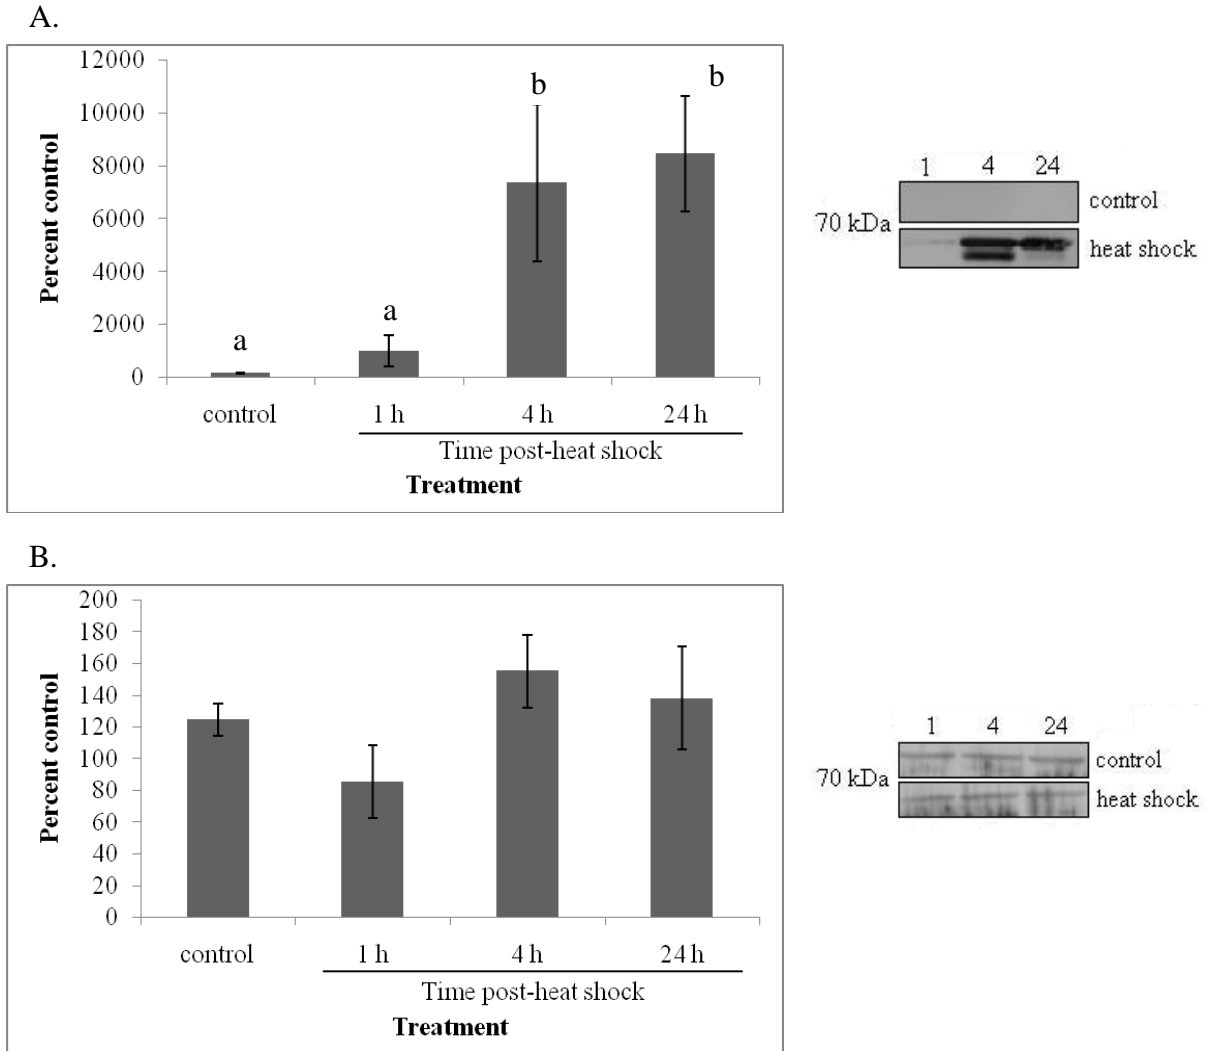 A.
12000
10000
8000
6000
4000
2000
0
Percent control
a
a
b
b
control 1 h 4 h 24 h
Time post-heat shock
Treatment
1 4 24
control
70 kDa
heat shock
B.
200
180
160
140
120
100
80
60
40
20
0
Percent control
control 1 h 4 h 24 h
Time post-heat shock
Treatment
1 4 24
control
70 kDa
heat shock